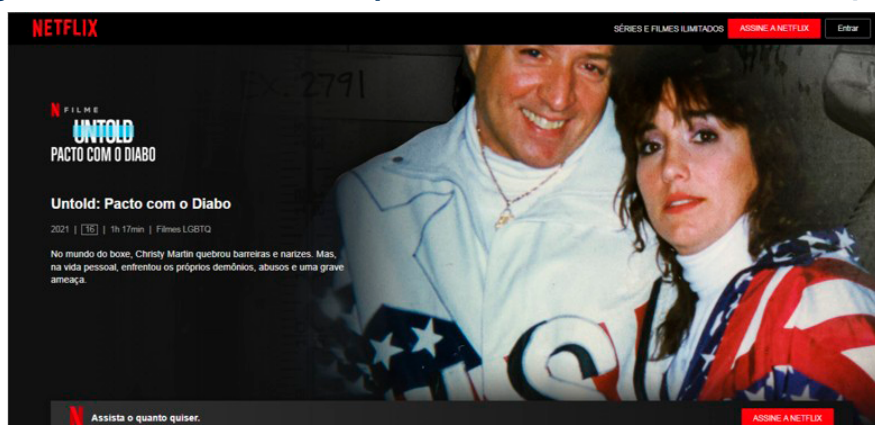 NETFLIX
SÉRIES E FILMES ILIMITADOS
ASSINE A NETFLIX
Entrar
EX. 2791
N FILME
UNTOLD
PACTO COM O DIABO
Untold: Pacto com o Diabo
2021 | 16 | 1h 17min | Filmes LGBTQ
No mundo do boxe, Christy Martin quebrou barreiras e narizes. Mas,
na vida pessoal, enfrentou os próprios demônios, abusos e uma grave
ameaça.
N Assista o quanto quiser.
ASSINE A NETFLIX